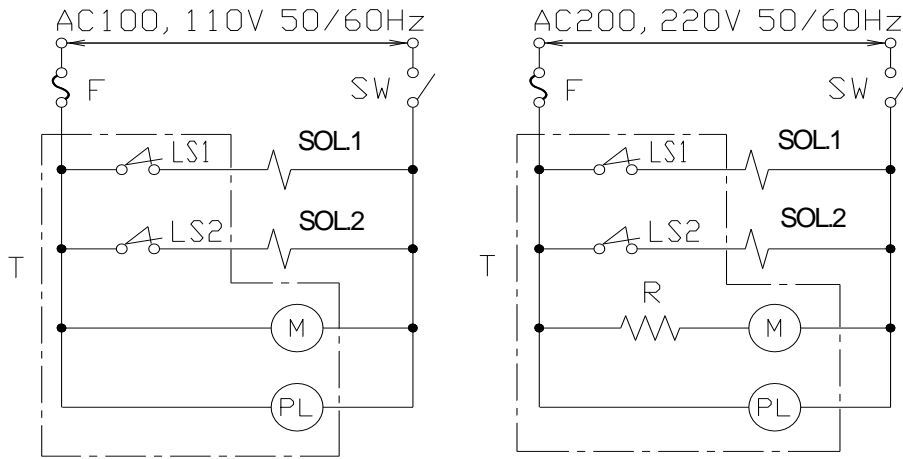 AC100, 110V 50/60Hz
F
SW
LS1
SOL.1
LS2
SOL.2
T
M
PL
AC200, 220V 50/60Hz
F
SW
LS1
SOL.1
LS2
SOL.2
T
R
M
PL